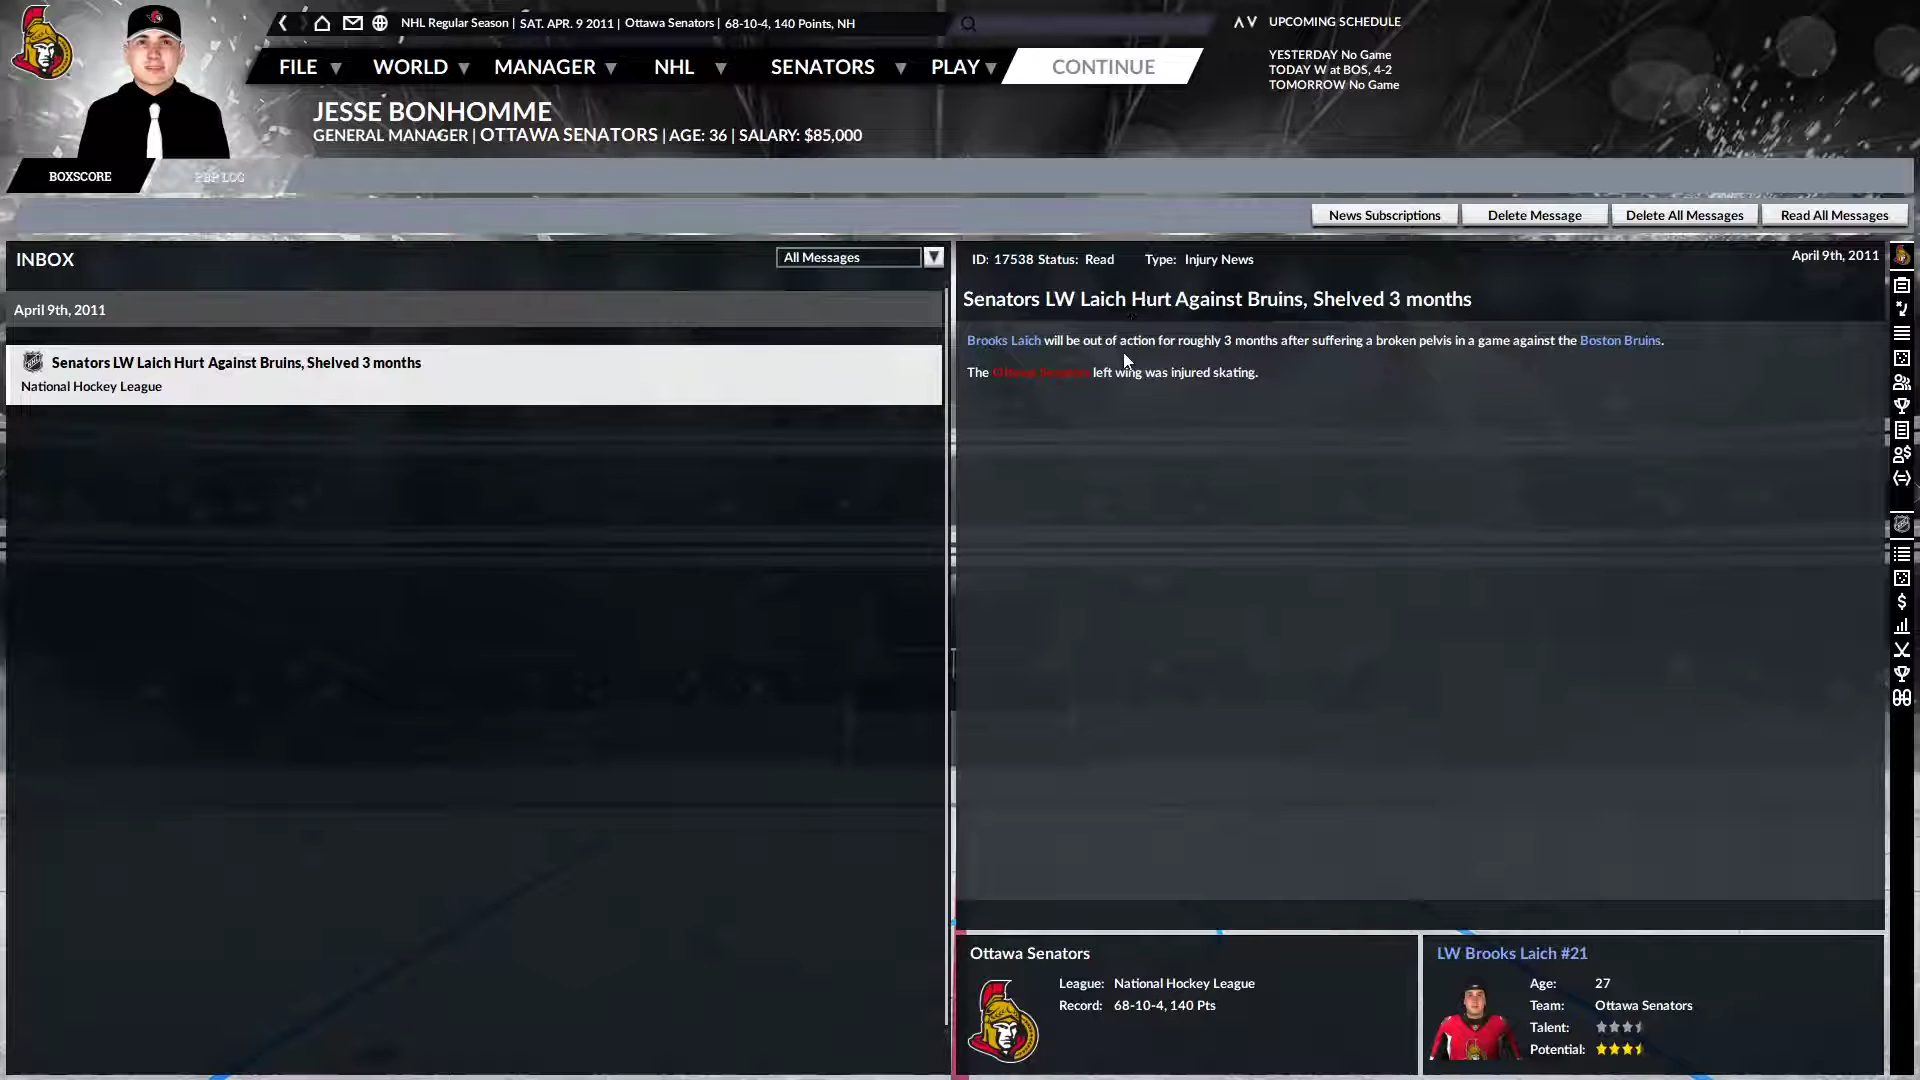 NHL Regular Season | SAT. APR. 9 2011 | Ottawa Senators | 68-10-4, 140 Points, NH
UPCOMING SCHEDULE
YESTERDAY No Game
TODAY W at BOS, 4-2
TOMORROW No Game
FILE WORLD MANAGER NHL SENATORS PLAY CONTINUE
JESSE BONHOMME
GENERAL MANAGER | OTTAWA SENATORS | AGE: 36 | SALARY: $85,000
BOXSCORE PBP LOG
News Subscriptions Delete Message Delete All Messages Read All Messages
INBOX All Messages
April 9th, 2011
Senators LW Laich Hurt Against Bruins, Shelved 3 months
National Hockey League
ID: 17538 Status: Read Type: Injury News April 9th, 2011
Senators LW Laich Hurt Against Bruins, Shelved 3 months
Brooks Laich will be out of action for roughly 3 months after suffering a broken pelvis in a game against the Boston Bruins.
The Ottawa Senators left wing was injured skating.
Ottawa Senators
League: National Hockey League
Record: 68-10-4, 140 Pts
LW Brooks Laich #21
Age: 27
Team: Ottawa Senators
Talent:
Potential: